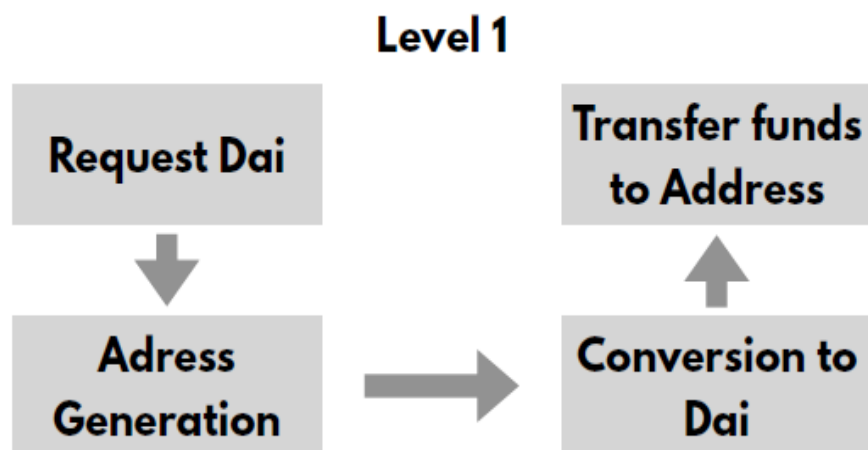 Level 1
Request Dai
Adress
Generation
Conversion to
Dai
Transfer funds
to Address